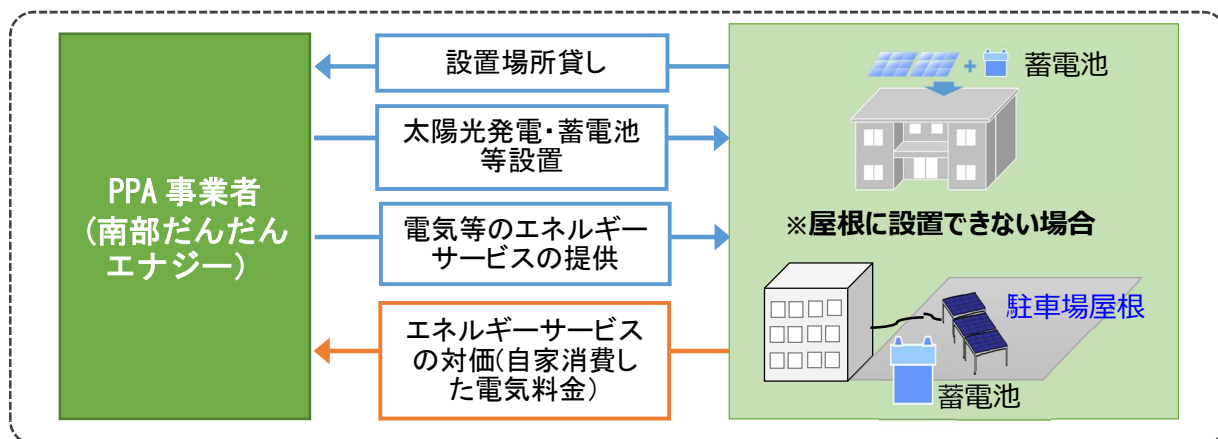 PPA 事業者
(南部だんだん
エナジー)
設置場所貸し
太陽光発電・蓄電池
等設置
電気等のエネルギー
サービスの提供
エネルギーサービス
の対価(自家消費し
た電気料金)
+
蓄電池
※屋根に設置できない場合
駐車場屋根
蓄電池